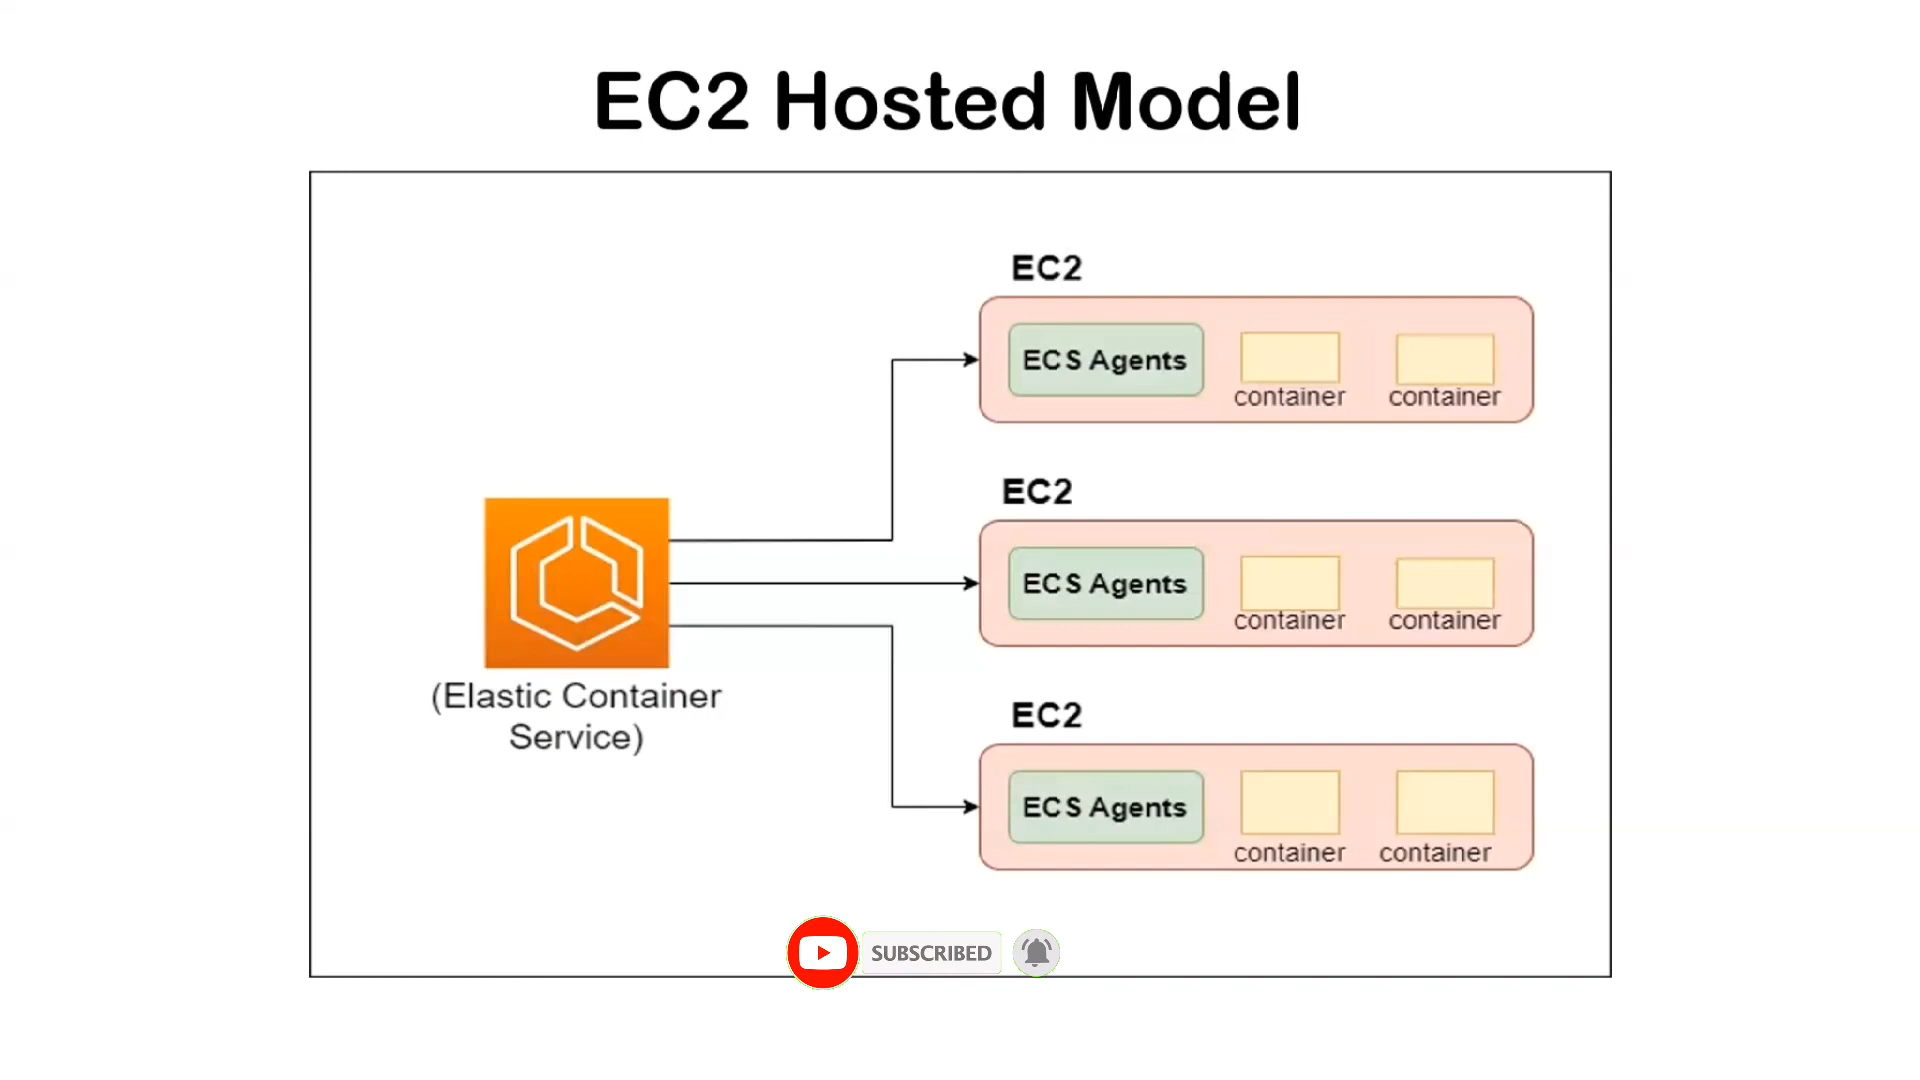 EC2 Hosted Model
EC2
ECS Agents
container
container
EC2
ECS Agents
container
container
(Elastic Container
Service)
EC2
ECS Agents
container
container
SUBSCRIBED